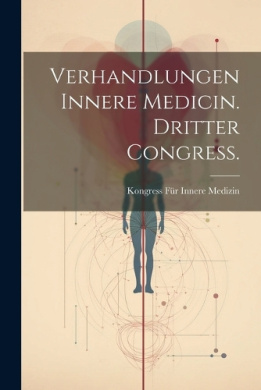 Verhandlungen
Innere Medicin.
Dritter
Congress.
Kongress Für Innere Medizin